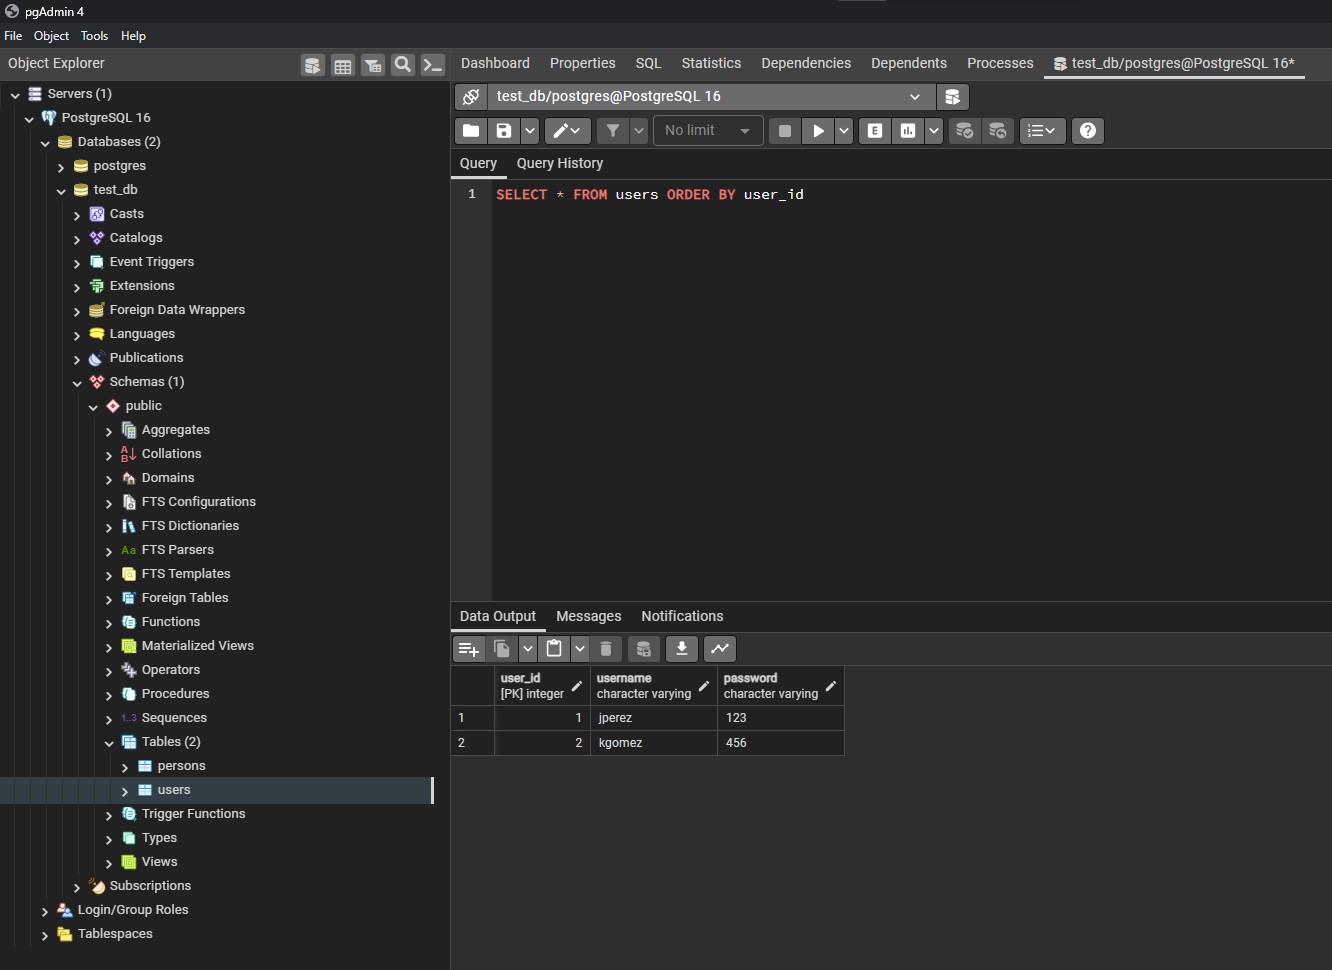 pgAdmin 4
File Object Tools Help
Object Explorer
Servers (1)
PostgreSQL 16
Databases (2)
postgres
test_db
Casts
Catalogs
Event Triggers
Extensions
Foreign Data Wrappers
Languages
Publications
Schemas (1)
public
Aggregates
Collations
Domains
FTS Configurations
FTS Dictionaries
Aa FTS Parsers
FTS Templates
Foreign Tables
Functions
Materialized Views
Operators
Procedures
1..3 Sequences
Tables (2)
persons
users
Trigger Functions
Types
Views
Subscriptions
Login/Group Roles
Tablespaces
Dashboard Properties SQL Statistics Dependencies Dependents Processes test_db/postgres@PostgreSQL 16*
test_db/postgres@PostgreSQL 16
No limit E
Query Query History
1 SELECT * FROM users ORDER BY user_id
Data Output Messages Notifications
user_id username password
[PK] integer character varying character varying
1 1 jperez 123
2 2 kgomez 456